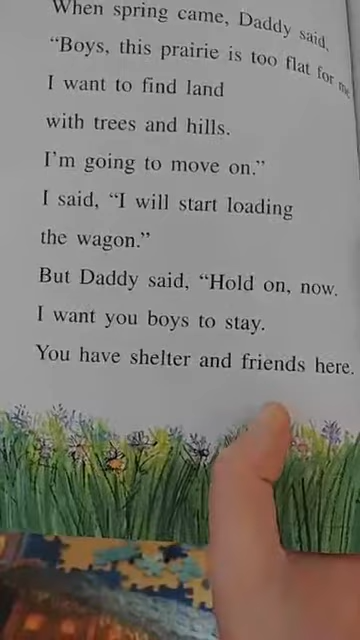 When spring came, Daddy said,
“Boys, this prairie is too flat for me.
I want to find land
with trees and hills.
I’m going to move on.”
I said, “I will start loading
the wagon.”
But Daddy said, “Hold on, now.
I want you boys to stay.
You have shelter and friends here.